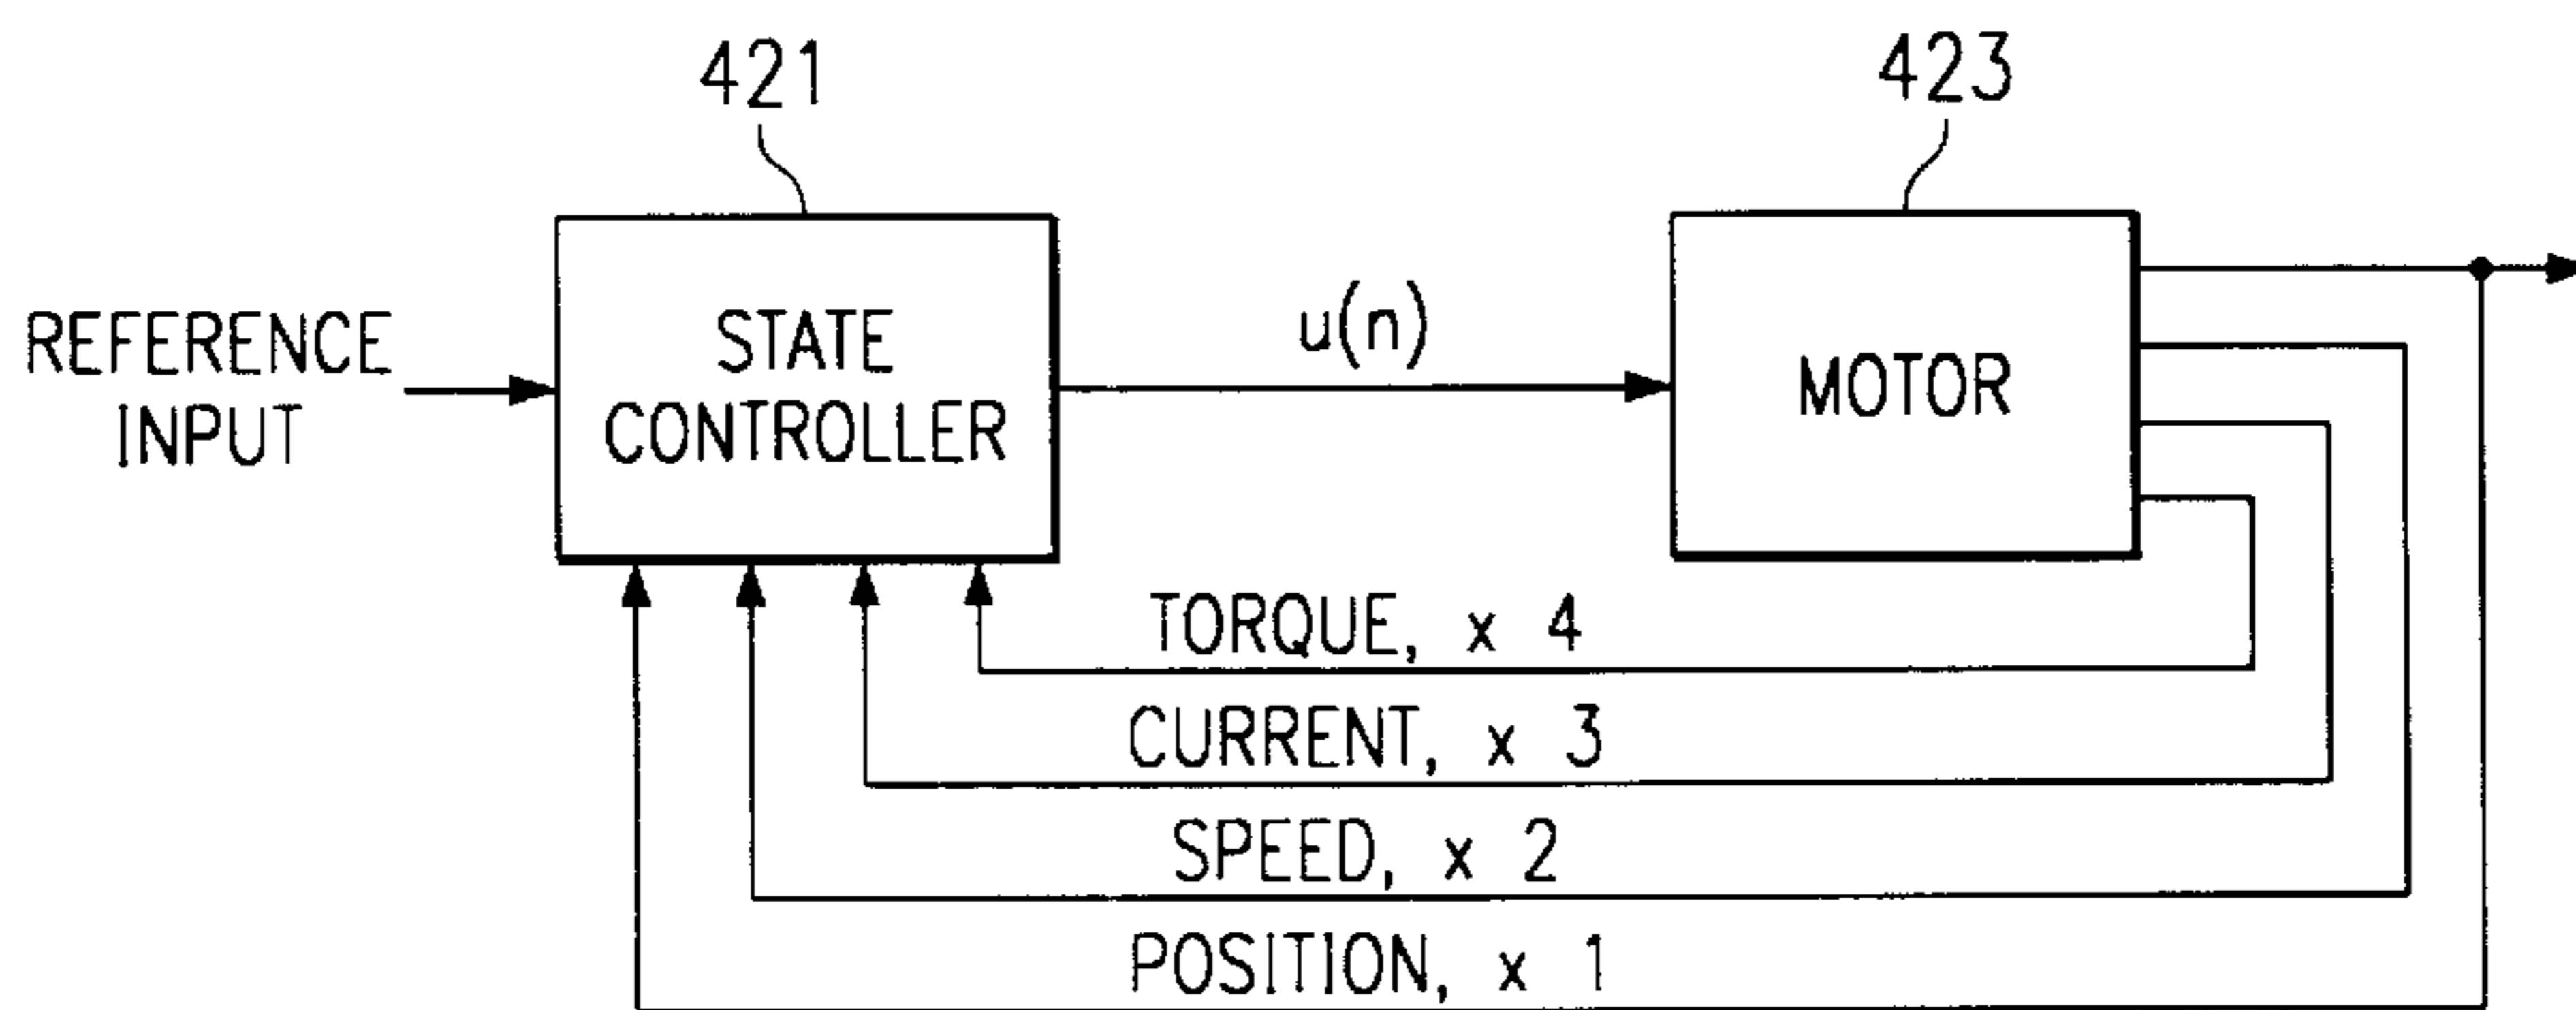 421
423
REFERENCE
INPUT
STATE
CONTROLLER
u(n)
MOTOR
TORQUE, x 4
CURRENT, x 3
SPEED, x 2
POSITION, x 1